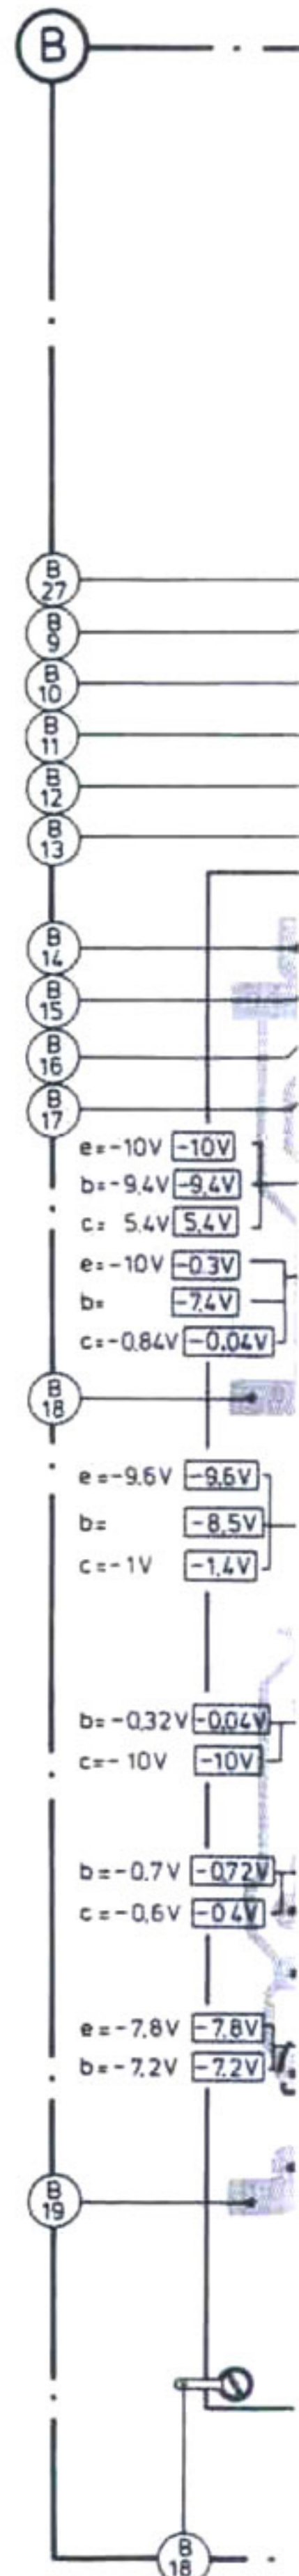 B
B
27
B
9
B
10
B
11
B
12
B
13
B
14
B
15
B
16
B
17
e=-10V -10V
b=-9.4V -9.4V
c= 5.4V 5.4V
e=-10V -0.3V
b= -7.4V
c=-0.84V -0.04V
B
18
e=-9.6V -9.6V
b= -8.5V
c=-1V -1.4V
b=-0.32V -0.04V
c=-10V -10V
b=-0.7V -0.72V
c=-0.6V -0.4V
e=-7.8V -7.8V
b=-7.2V -7.2V
B
19
B
18